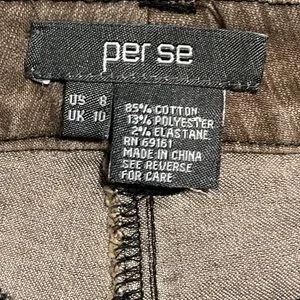 per se
US 8
UK 10
85% COTTON
13% POLYESTER
2% ELASTANE
RN 69161
MADE IN CHINA
SEE REVERSE
FOR CARE